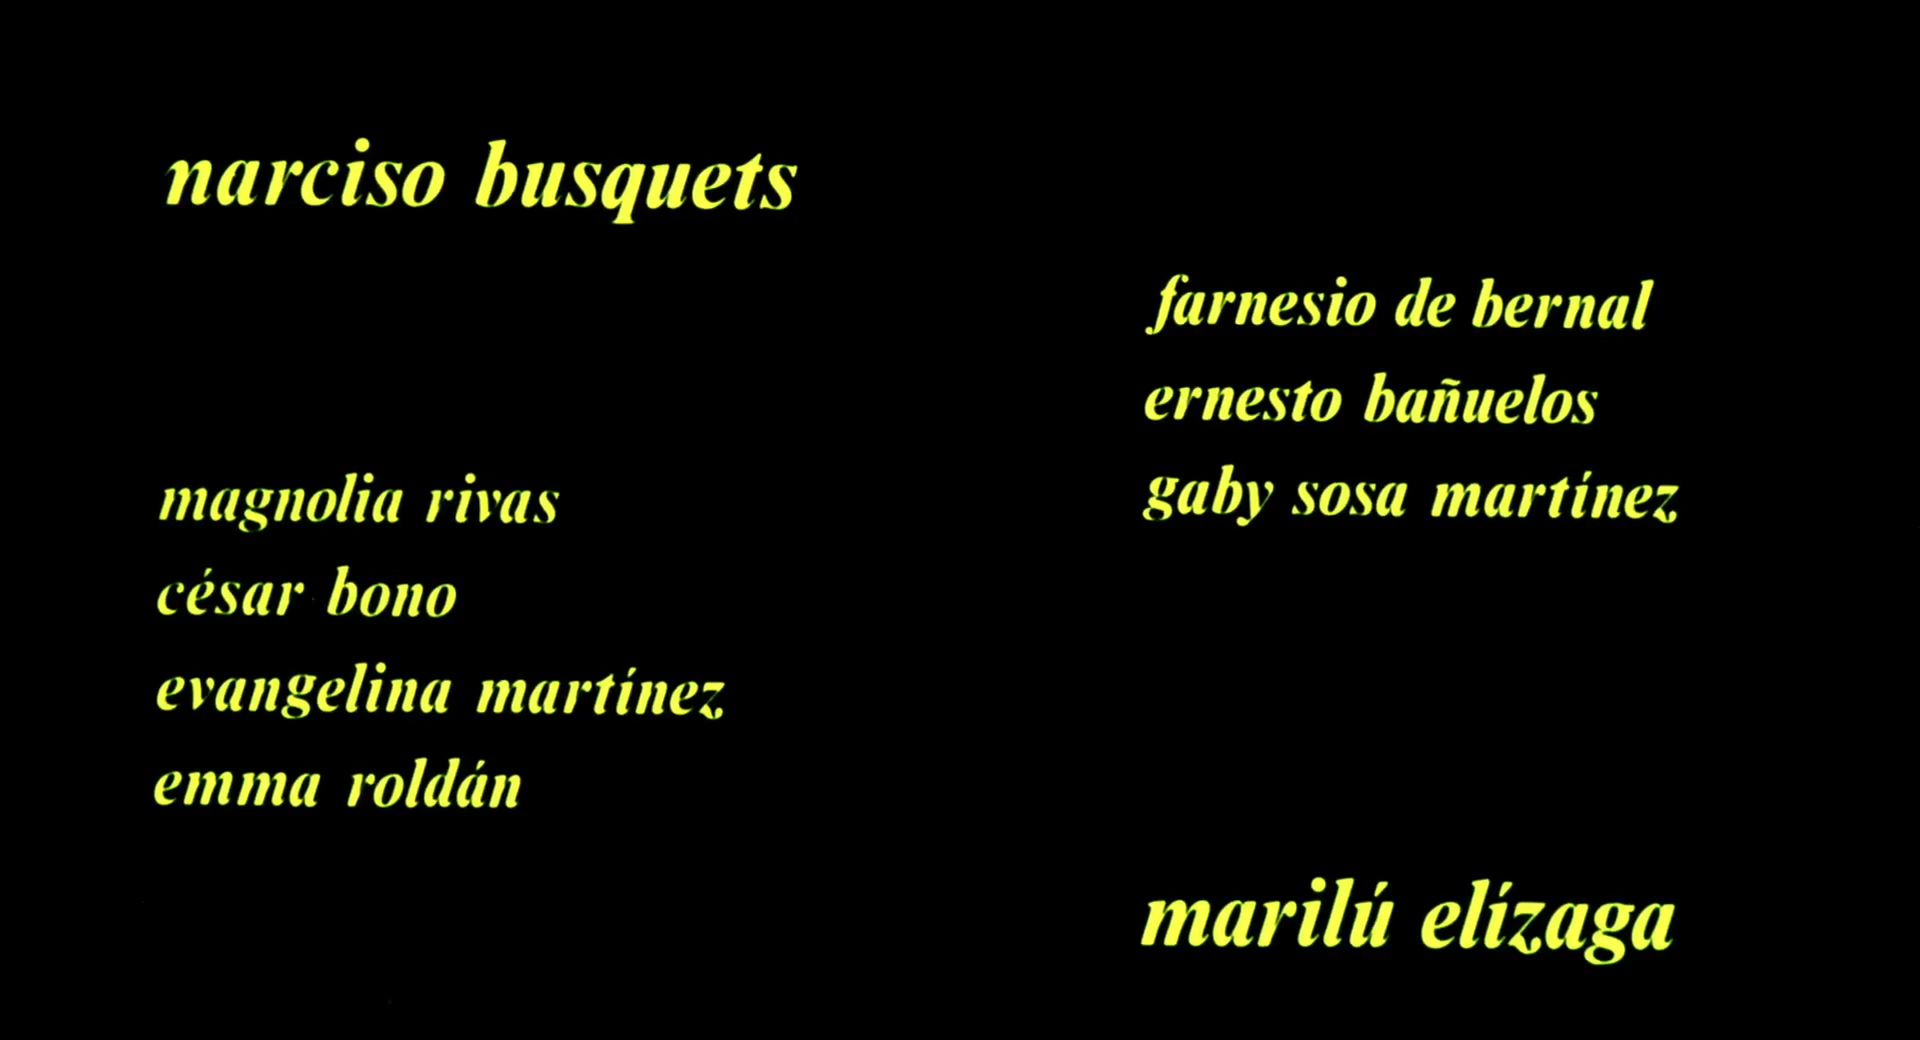 narciso busquets
magnolia rivas
césar bono
evangelina martínez
emma roldán
farnesio de bernal
ernesto bañuelos
gaby sosa martínez
marilú elízaga